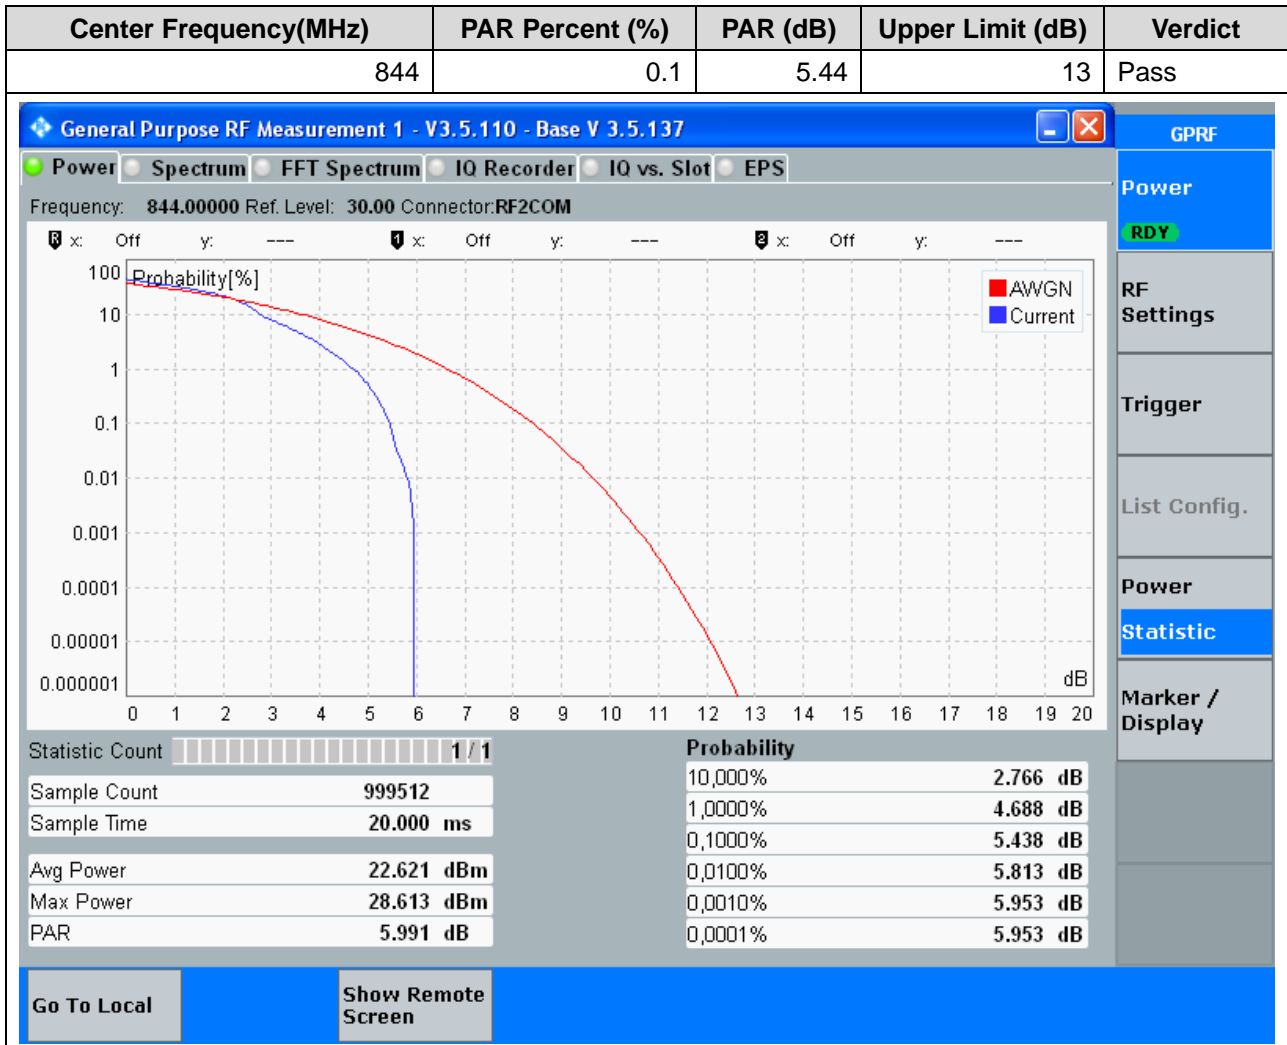 Center Frequency(MHz) PAR Percent (%) PAR (dB) Upper Limit (dB) Verdict
844 0.1 5.44 13 Pass
General Purpose RF Measurement 1 - V3.5.110 - Base V 3.5.137
GPRF
Power Spectrum FFT Spectrum IQ Recorder IQ vs. Slot EPS
Power
RDY
Frequency: 844.00000 Ref. Level: 30.00 Connector:RF2COM
R x: Off y: --- 1 x: Off y: --- 2 x: Off y: ---
Probability[%]
AWGN
Current
100
10
1
0.1
0.01
0.001
0.0001
0.00001
0.000001
dB
0 1 2 3 4 5 6 7 8 9 10 11 12 13 14 15 16 17 18 19 20
RF
Settings
Trigger
List Config.
Power
Statistic
Marker /
Display
Statistic Count 1 / 1
Sample Count 999512
Sample Time 20.000 ms
Avg Power 22.621 dBm
Max Power 28.613 dBm
PAR 5.991 dB
Probability
10,000% 2.766 dB
1,0000% 4.688 dB
0,1000% 5.438 dB
0,0100% 5.813 dB
0,0010% 5.953 dB
0,0001% 5.953 dB
Go To Local
Show Remote
Screen